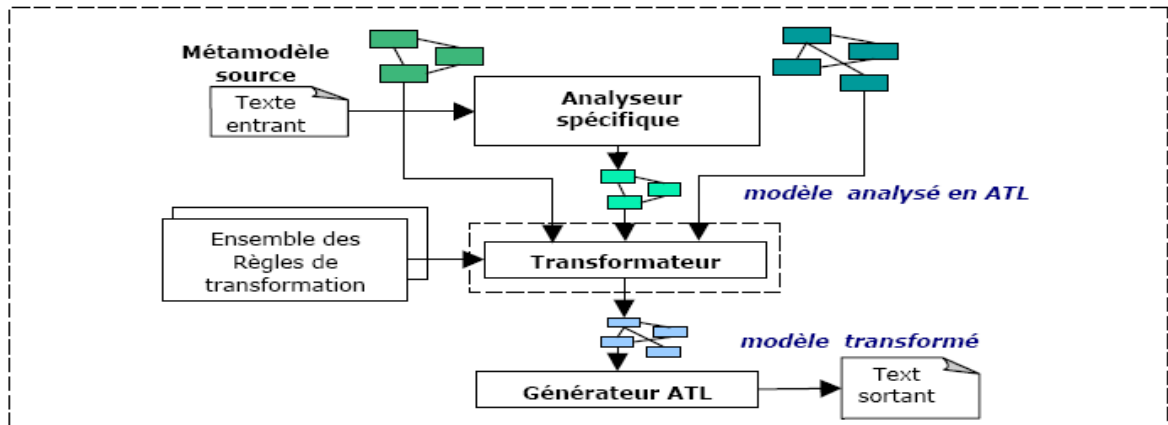 Métamodèle
source
Texte
entrant
Analyseur
spécifique
modèle analysé en ATL
Ensemble des
Règles de
transformation
Transformateur
modèle transformé
Générateur ATL
Text
sortant